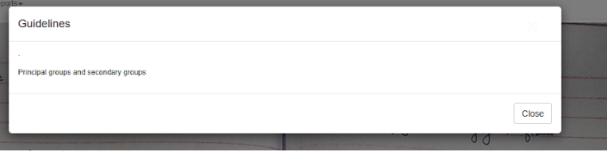 Guidelines
.
Principal groups and secondary groups
Close